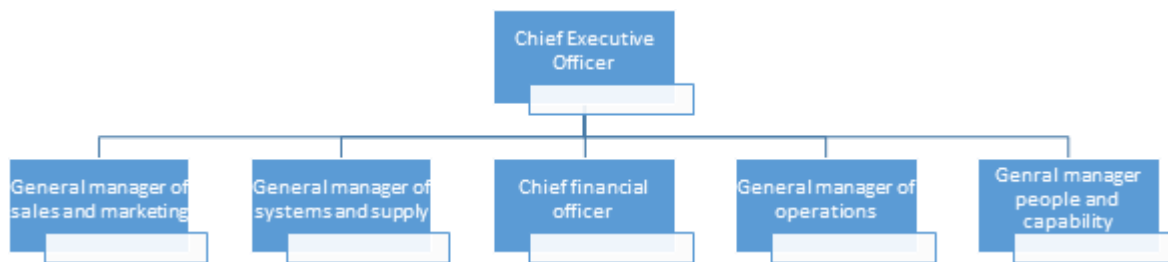 Chief Executive
Officer
General manager of
sales and marketing
General manager of
systems and supply
Chief financial
officer
General manager of
operations
Genral manager
people and
capability